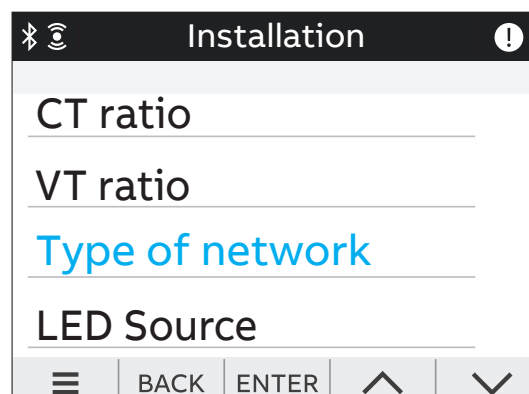 Installation
CT ratio
VT ratio
Type of network
LED Source
BACK ENTER